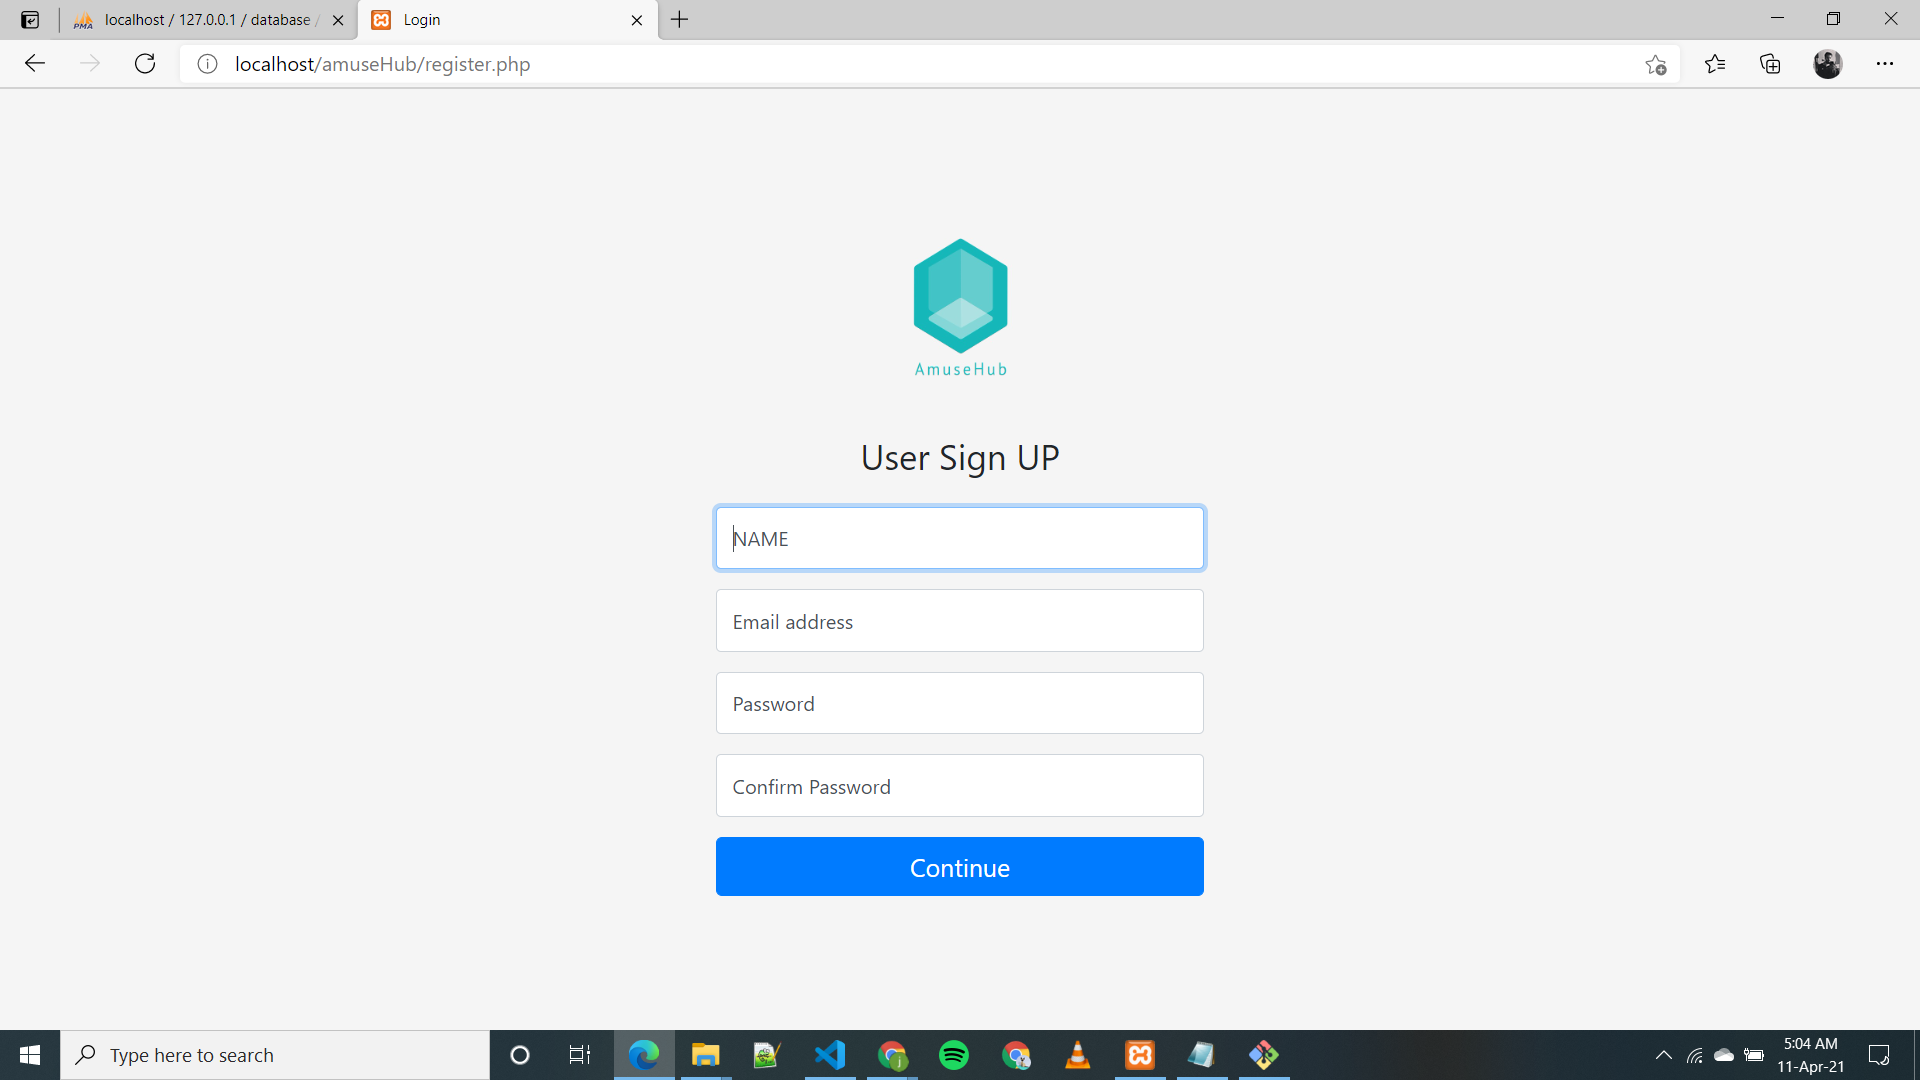 localhost / 127.0.0.1 / database /
Login
localhost/amuseHub/register.php
AmuseHub
User Sign UP
NAME
Email address
Password
Confirm Password
Continue
Type here to search
5:04 AM
11-Apr-21
PMA